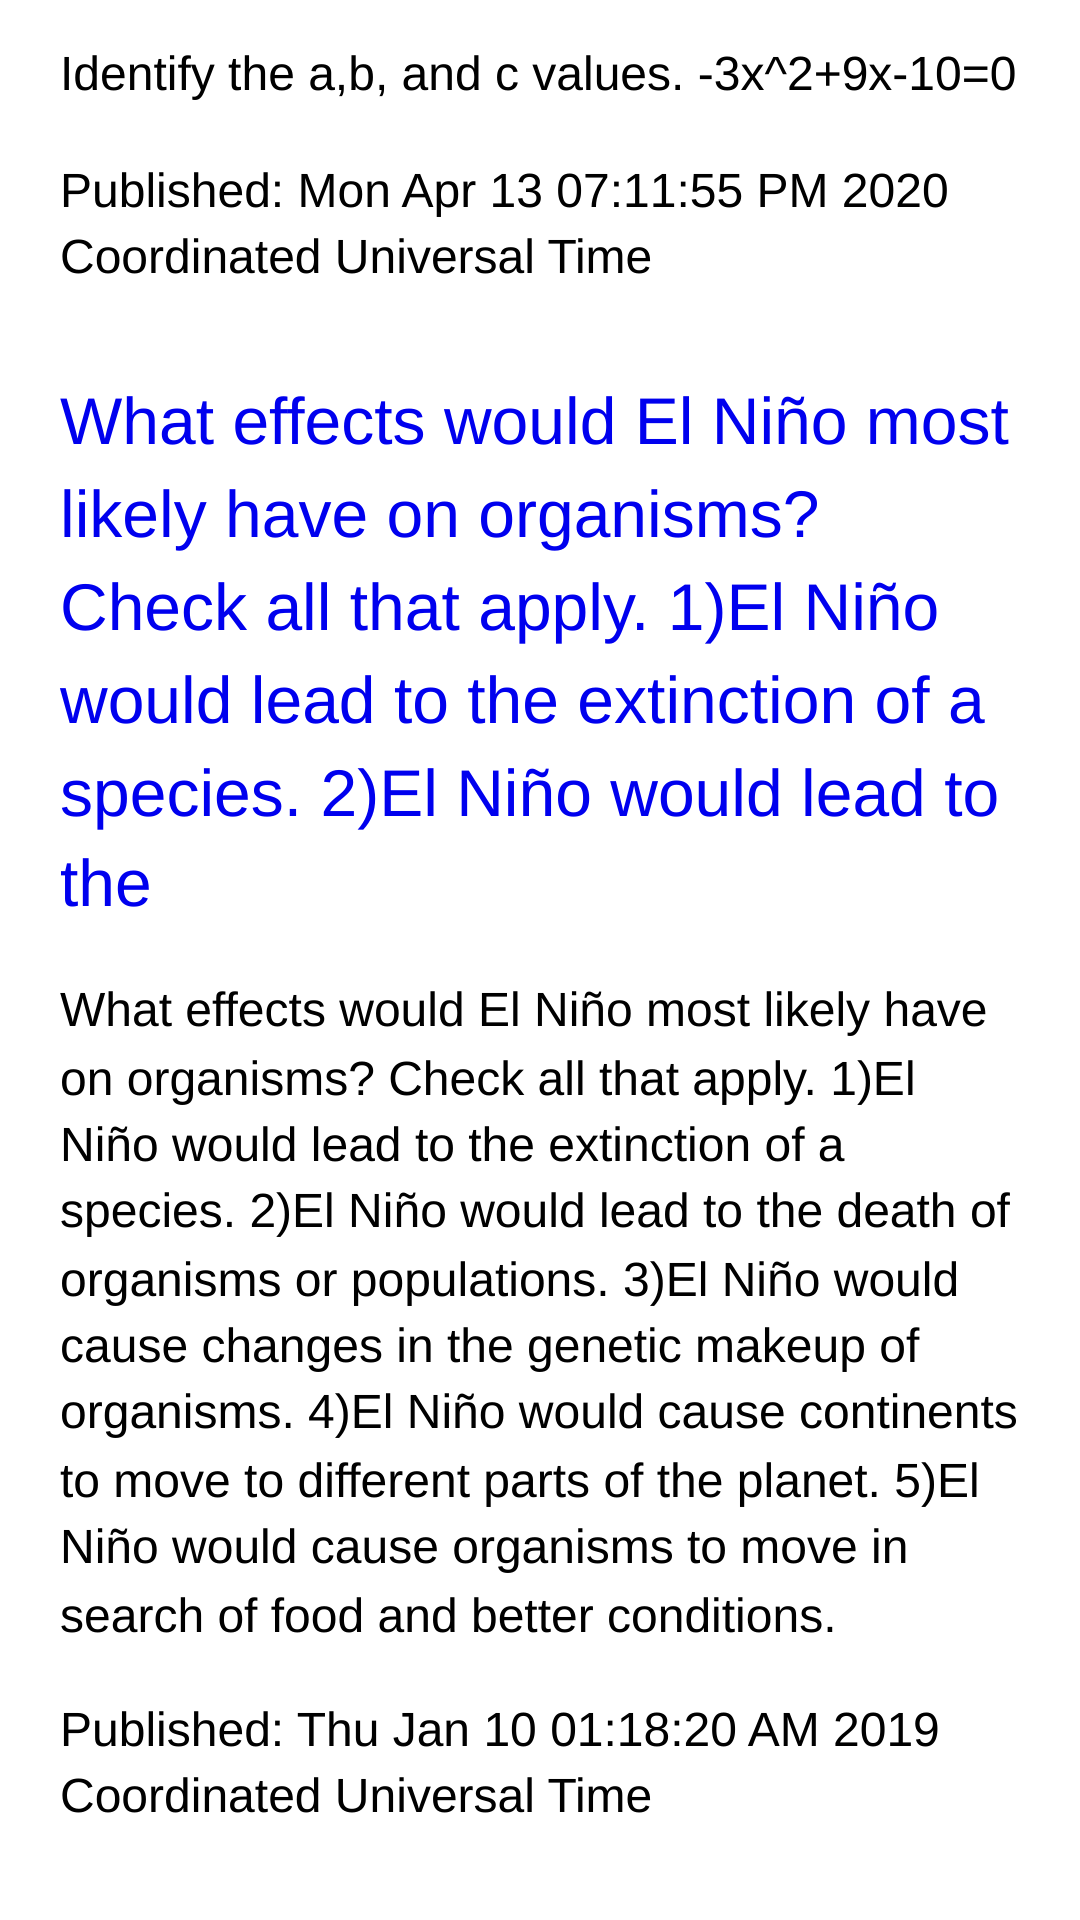 Identify the a,b, and c values. -3x^2+9x-10=0
Published: Mon Apr 13 07:11:55 PM 2020
Coordinated Universal Time
What effects would El Niño most
likely have on organisms?
Check all that apply. 1)El Niño
would lead to the extinction of a
species. 2)El Niño would lead to
the
What effects would El Niño most likely have
on organisms? Check all that apply. 1)El
Niño would lead to the extinction of a
species. 2)El Niño would lead to the death of
organisms or populations. 3)El Niño would
cause changes in the genetic makeup of
organisms. 4)El Niño would cause continents
to move to different parts of the planet. 5)El
Niño would cause organisms to move in
search of food and better conditions.
Published: Thu Jan 10 01:18:20 AM 2019
Coordinated Universal Time